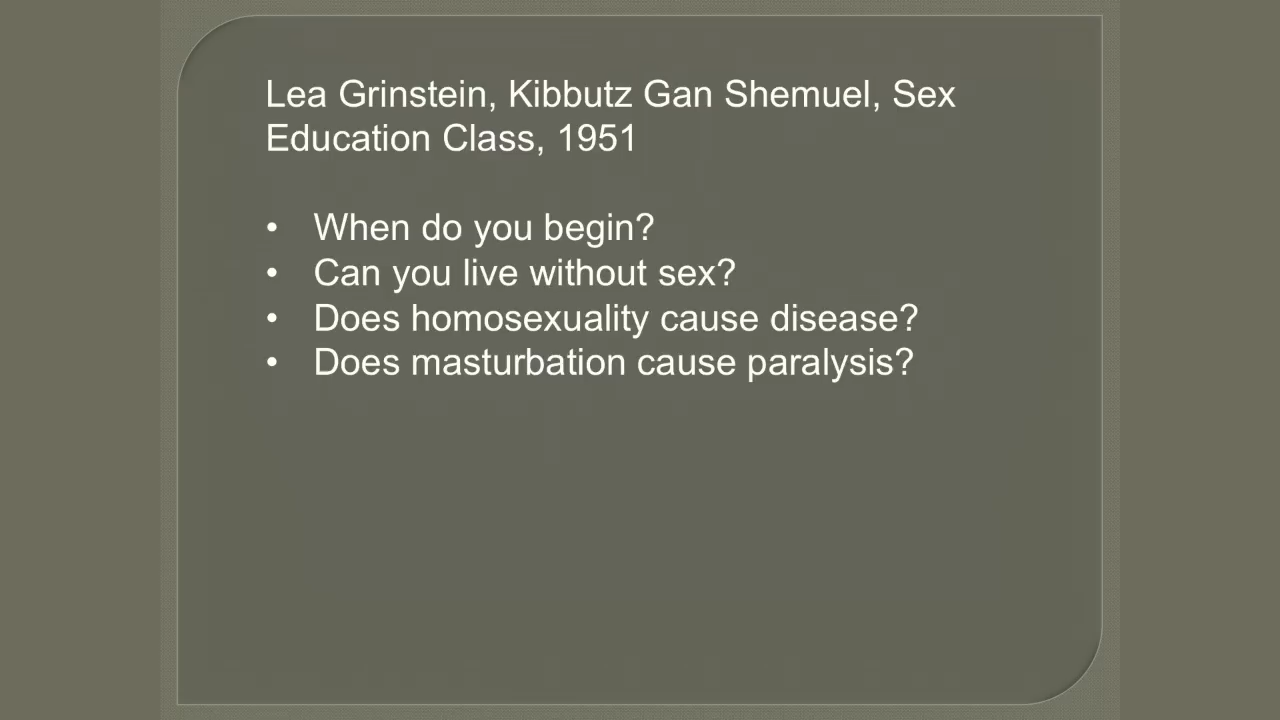 Lea Grinstein, Kibbutz Gan Shemuel, Sex
Education Class, 1951
• When do you begin?
• Can you live without sex?
• Does homosexuality cause disease?
• Does masturbation cause paralysis?